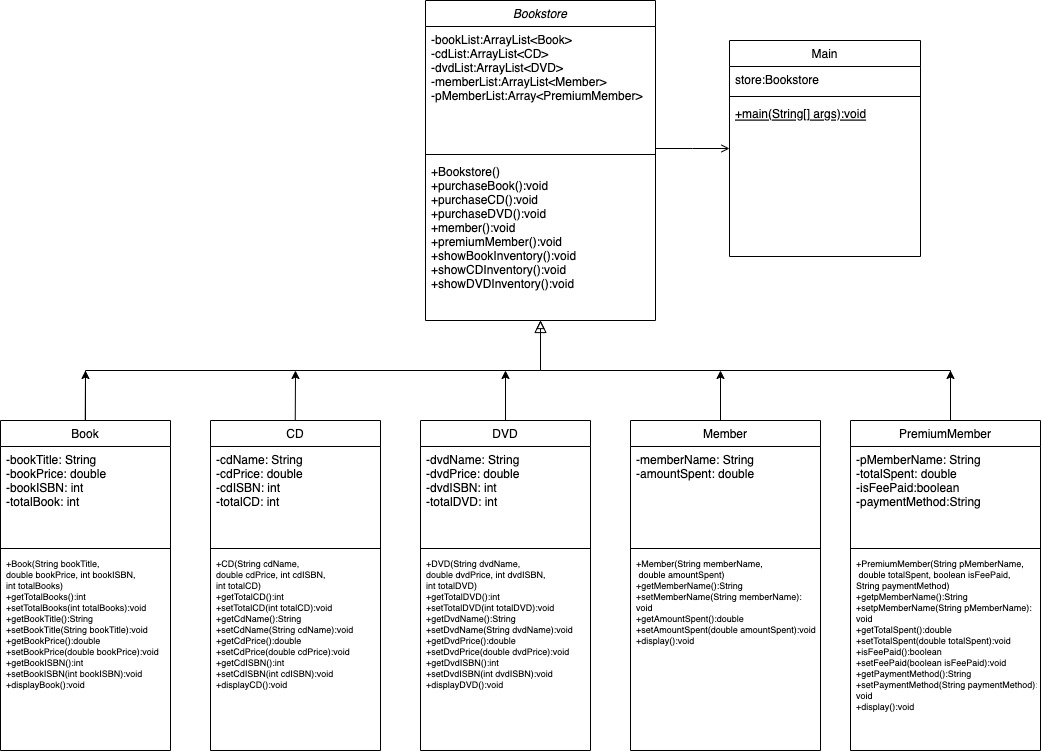 Bookstore
-bookList:ArrayList<Book>
-cdList:ArrayList<CD>
-dvdList:ArrayList<DVD>
-memberList:ArrayList<Member>
-pMemberList:Array<PremiumMember>
+Bookstore()
+purchaseBook():void
+purchaseCD():void
+purchaseDVD():void
+member():void
+premiumMember():void
+showBookInventory():void
+showCDInventory():void
+showDVDInventory():void
Main
store:Bookstore
+main(String[] args):void
Book
-bookTitle: String
-bookPrice: double
-bookISBN: int
-totalBook: int
+Book(String bookTitle,
double bookPrice, int bookISBN,
int totalBooks)
+getTotalBooks():int
+setTotalBooks(int totalBooks):void
+getBookTitle():String
+setBookTitle(String bookTitle):void
+getBookPrice():double
+setBookPrice(double bookPrice):void
+getBookISBN():int
+setBookISBN(int bookISBN):void
+displayBook():void
CD
-cdName: String
-cdPrice: double
-cdISBN: int
-totalCD: int
+CD(String cdName,
double cdPrice, int cdISBN,
int totalCD)
+getTotalCD():int
+setTotalCD(int totalCD):void
+getCdName():String
+setCdName(String cdName):void
+getCdPrice():double
+setCdPrice(double cdPrice):void
+getCdISBN():int
+setCdISBN(int cdISBN):void
+displayCD():void
DVD
-dvdName: String
-dvdPrice: double
-dvdISBN: int
-totalDVD: int
+DVD(String dvdName,
double dvdPrice, int dvdISBN,
int totalDVD)
+getTotalDVD():int
+setTotalDVD(int totalDVD):void
+getDvdName():String
+setDvdName(String dvdName):void
+getDvdPrice():double
+setDvdPrice(double dvdPrice):void
+getDvdISBN():int
+setDvdISBN(int dvdISBN):void
+displayDVD():void
Member
-memberName: String
-amountSpent: double
+Member(String memberName,
double amountSpent)
+getMemberName():String
+setMemberName(String memberName):
void
+getAmountSpent():double
+setAmountSpent(double amountSpent):void
+display():void
PremiumMember
-pMemberName: String
-totalSpent: double
-isFeePaid:boolean
-paymentMethod:String
+PremiumMember(String pMemberName,
double totalSpent, boolean isFeePaid,
String paymentMethod)
+getpMemberName():String
+setpMemberName(String pMemberName):
void
+getTotalSpent():double
+setTotalSpent(double totalSpent):void
+isFeePaid():boolean
+setFeePaid(boolean isFeePaid):void
+getPaymentMethod():String
+setPaymentMethod(String paymentMethod):
void
+display():void